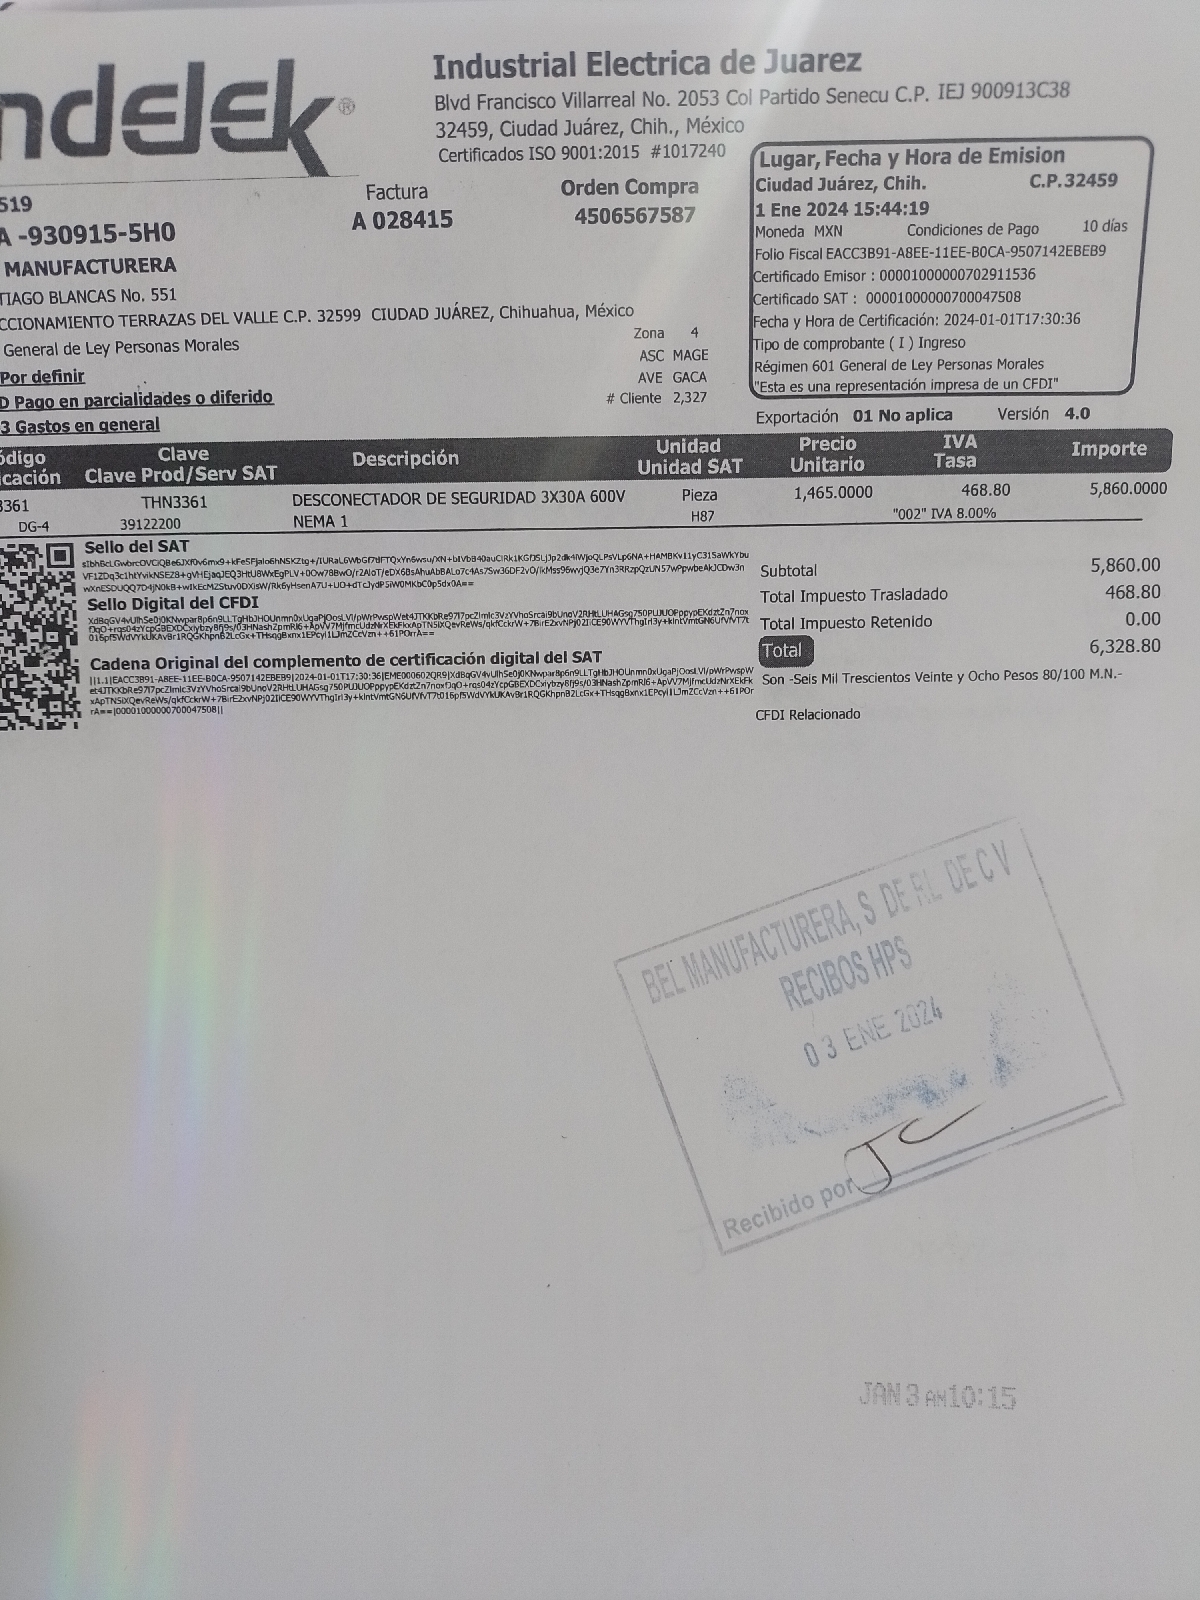 ndelek®
Industrial Electrica de Juarez
Blvd Francisco Villarreal No. 2053 Col Partido Senecu C.P. IEJ 900913C38
32459, Ciudad Juárez, Chih., México
Certificados ISO 9001:2015 #1017240
Lugar, Fecha y Hora de Emision
Ciudad Juárez, Chih. C.P.32459
1 Ene 2024 15:44:19
Moneda MXN Condiciones de Pago 10 días
Folio Fiscal EACC3B91-A8EE-11EE-B0CA-9507142EBEB9
Certificado Emisor : 00001000000702911536
Certificado SAT : 00001000000700047508
Fecha y Hora de Certificación: 2024-01-01T17:30:36
Tipo de comprobante ( I ) Ingreso
Régimen 601 General de Ley Personas Morales
"Esta es una representación impresa de un CFDI"
Factura Orden Compra
A 028415 4506567587
519
A -930915-5H0
MANUFACTURERA
TIAGO BLANCAS No. 551
CCIONAMIENTO TERRAZAS DEL VALLE C.P. 32599 CIUDAD JUÁREZ, Chihuahua, México
General de Ley Personas Morales
Por definir
D Pago en parcialidades o diferido
3 Gastos en general
Zona 4
ASC MAGE
AVE GACA
# Cliente 2,327
Exportación 01 No aplica Versión 4.0
ódigo Clave Descripción Unidad Precio IVA Importe
icación Clave Prod/Serv SAT Unidad SAT Unitario Tasa
3361 THN3361 DESCONECTADOR DE SEGURIDAD 3X30A 600V Pieza 1,465.0000 468.80 5,860.0000
DG-4 39122200 NEMA 1 H87 "002" IVA 8.00%
Sello del SAT
Sello Digital del CFDI
Cadena Original del complemento de certificación digital del SAT
Subtotal 5,860.00
Total Impuesto Trasladado 468.80
Total Impuesto Retenido 0.00
Total 6,328.80
Son -Seis Mil Trescientos Veinte y Ocho Pesos 80/100 M.N.-
CFDI Relacionado
BEL MANUFACTURERA, S DE RL DE C V
RECIBOS HPS
03 ENE 2024
Recibido por JC
JAN 3 AM 10:15